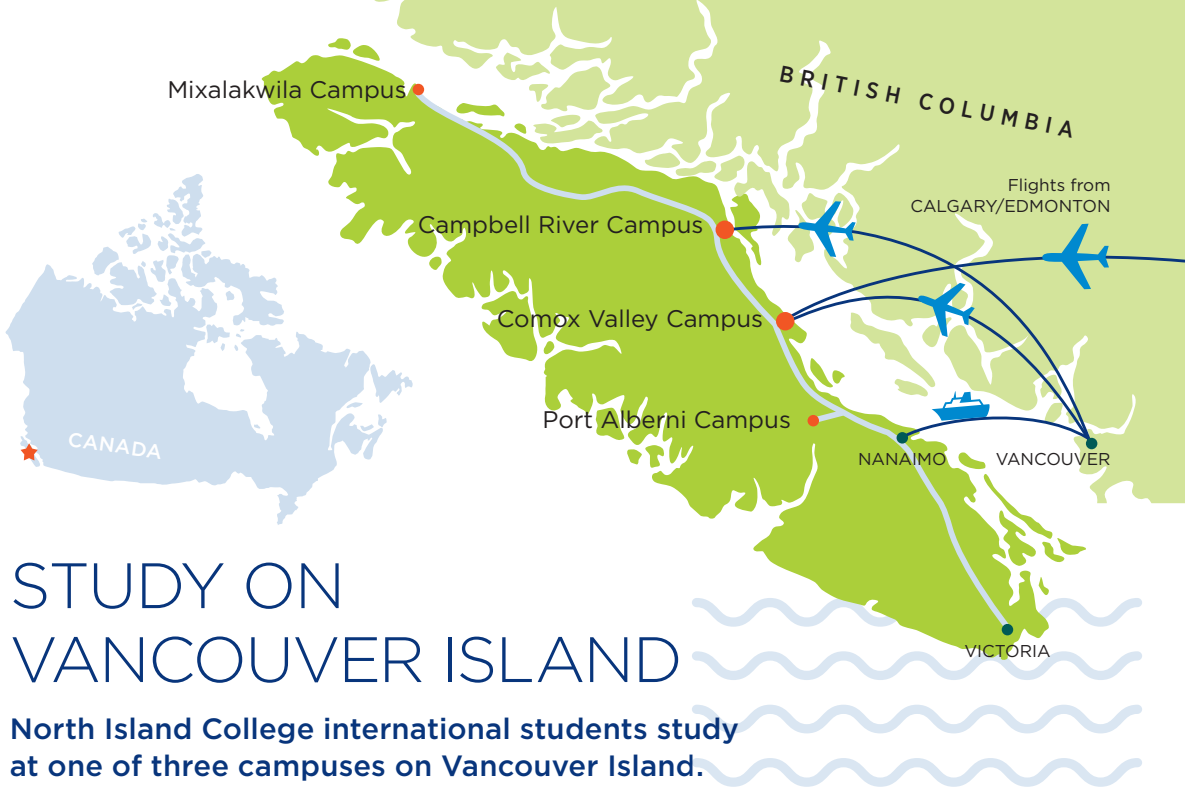 Mixalakwila Campus
BRITISH COLUMBIA
Flights from
CALGARY/EDMONTON
Campbell River Campus
Comox Valley Campus
Port Alberni Campus
CANADA
NANAIMO
VANCOUVER
VICTORIA
STUDY ON
VANCOUVER ISLAND
North Island College international students study
at one of three campuses on Vancouver Island.